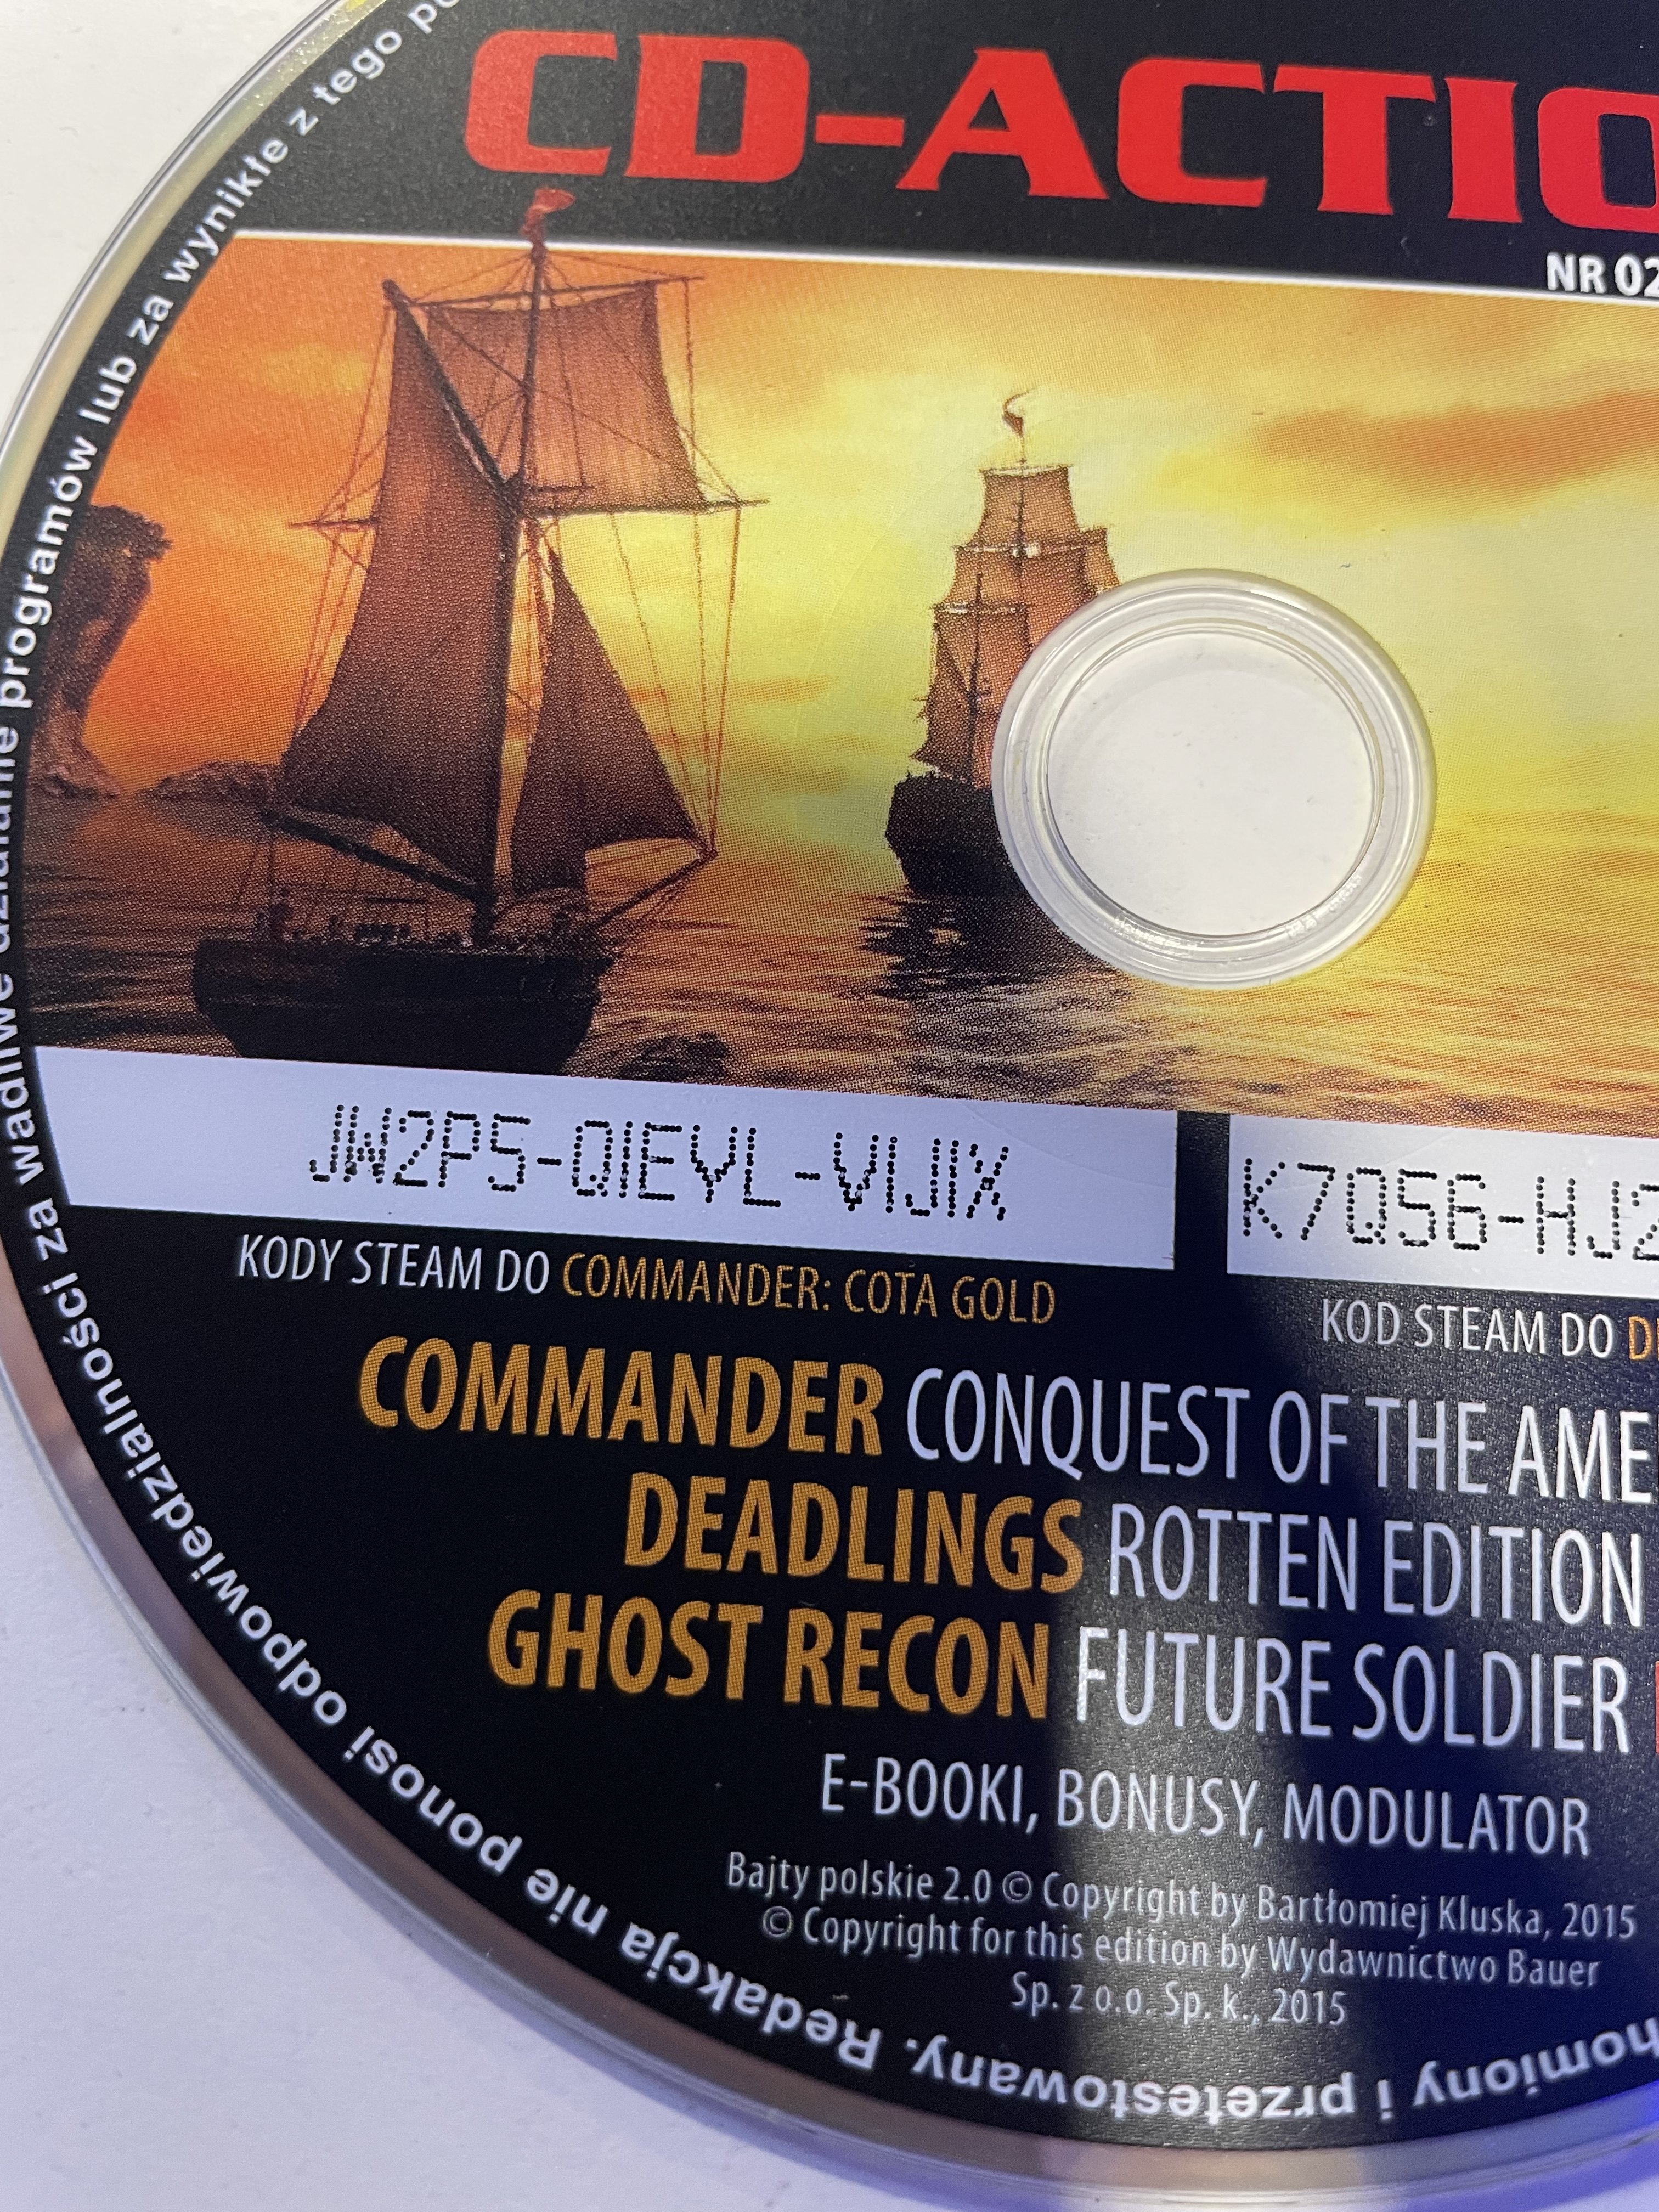 CD-ACTIO
NR 02
JW2P5-QIEYL-VIJIX
K7Q56-HJ2
KODY STEAM DO COMMANDER: COTA GOLD
KOD STEAM DO D
COMMANDER CONQUEST OF THE AME
DEADLINGS ROTTEN EDITION
GHOST RECON FUTURE SOLDIER
E-BOOKI, BONUSY, MODULATOR
Bajty polskie 2.0 © Copyright by Bartłomiej Kluska, 2015
© Copyright for this edition by Wydawnictwo Bauer
Sp. z o.o. Sp. k., 2015
homiony i przetestowany. Redakcja nie ponosi odpowiedzialności za wadliwe działanie programów lub za wynikłe z tego po